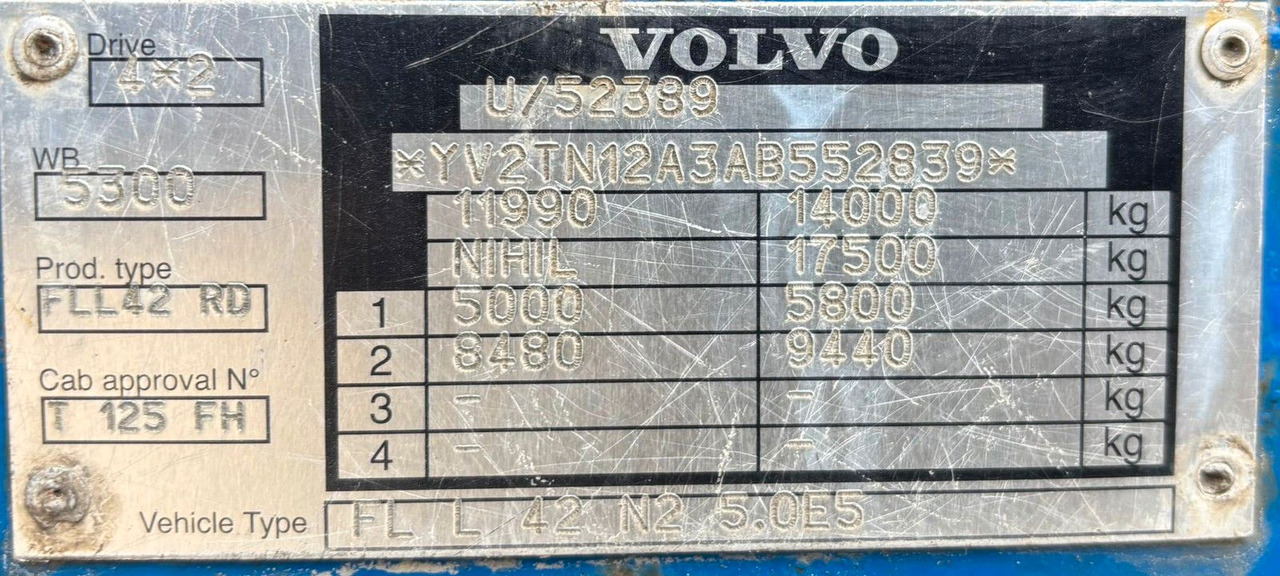 Drive
4*2
WB
5300
Prod. type
FLL42 RD
Cab approval N°
T 125 FH
VOLVO
U/52389
*YV2TN12A3AB552839*
11990 14000 kg
NIHIL 17500 kg
1 5000 5800 kg
2 8480 9440 kg
3 - - kg
4 - - kg
Vehicle Type FL L 42 N2 5.0E5